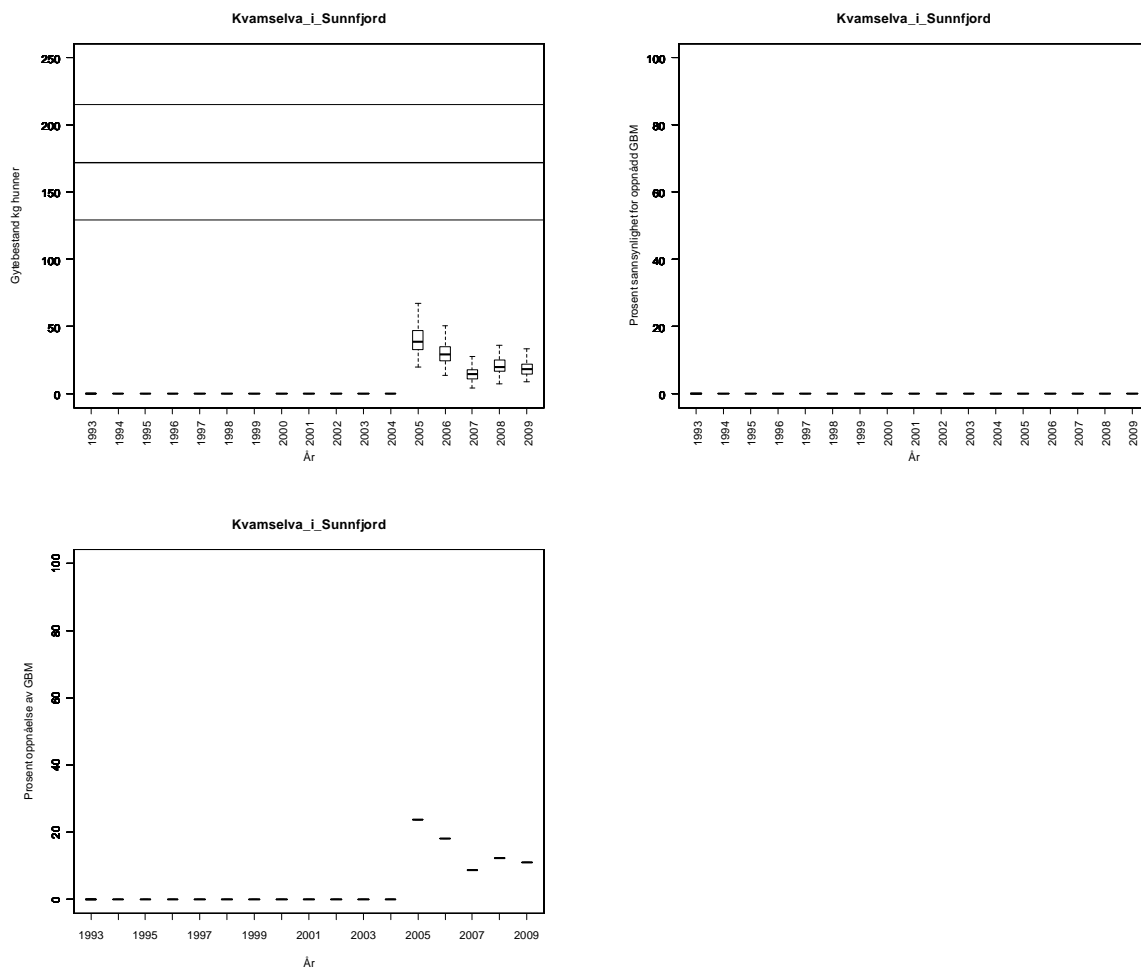 Kvamselva_i_Sunnfjord
Gytebestand kg hunner
250
200
150
100
50
0
1993 1994 1995 1996 1997 1998 1999 2000 2001 2002 2003 2004 2005 2006 2007 2008 2009
År
Kvamselva_i_Sunnfjord
Prosent sannsynlighet for oppnådd GBM
100
80
60
40
20
0
1993 1994 1995 1996 1997 1998 1999 2000 2001 2002 2003 2004 2005 2006 2007 2008 2009
År
Kvamselva_i_Sunnfjord
Prosent oppnåelse av GBM
100
80
60
40
20
0
1993 1995 1997 1999 2001 2003 2005 2007 2009
År